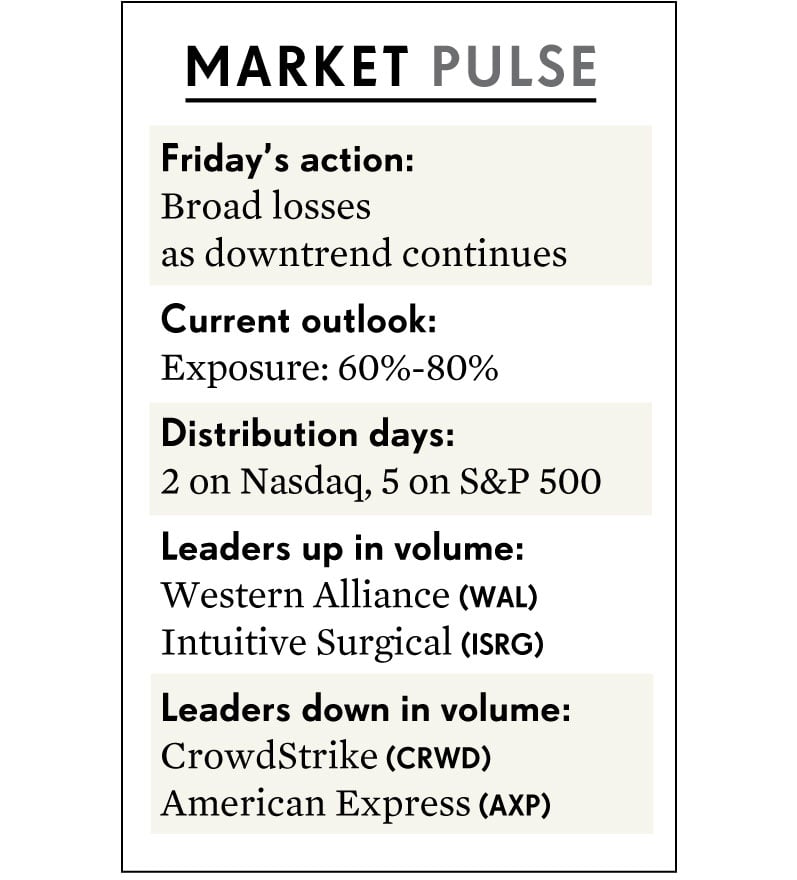 MARKET PULSE
Friday's action:
Broad losses
as downtrend continues
Current outlook:
Exposure: 60%-80%
Distribution days:
2 on Nasdaq, 5 on S&P 500
Leaders up in volume:
Western Alliance (WAL)
Intuitive Surgical (ISRG)
Leaders down in volume:
CrowdStrike (CRWD)
American Express (AXP)